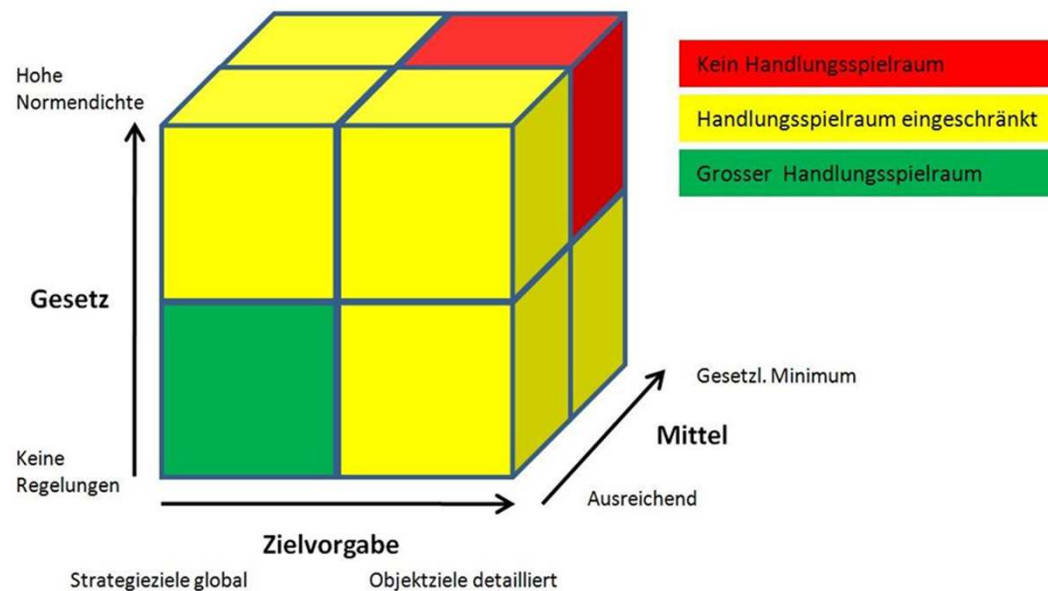 Hohe
Normendichte
Kein Handlungsspielraum
Handlungsspielraum eingeschränkt
Grosser Handlungsspielraum
Gesetz
Gesetzl. Minimum
Mittel
Keine
Regelungen
Ausreichend
Zielvorgabe
Strategieziele global
Objektziele detailliert